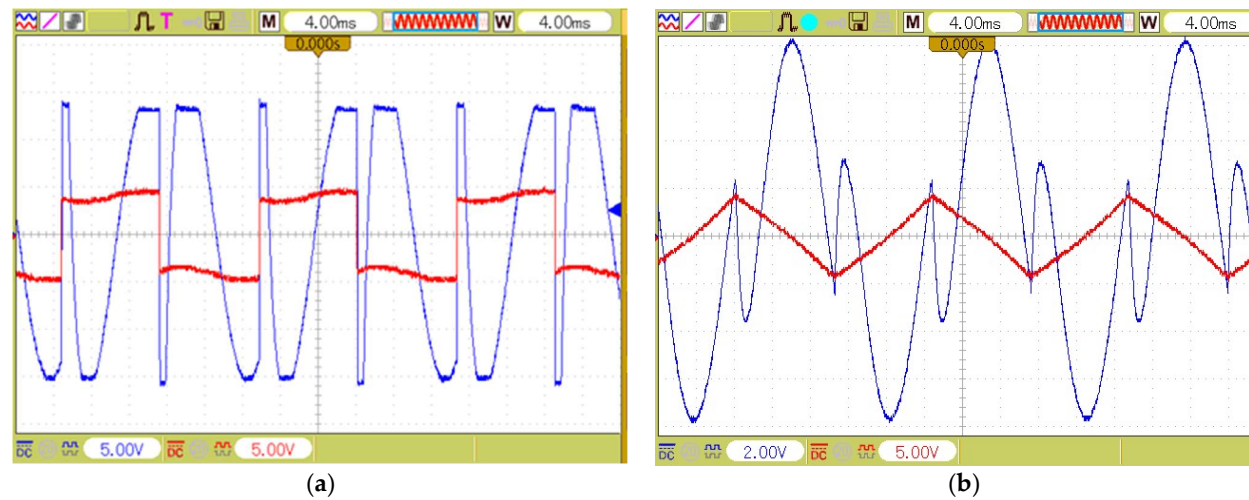 T M 4.00ms W 4.00ms
0.000s
DC 5.00V DC 5.00V
(a)
M 4.00ms W 4.00ms
0.000s
DC 2.00V DC 5.00V
(b)